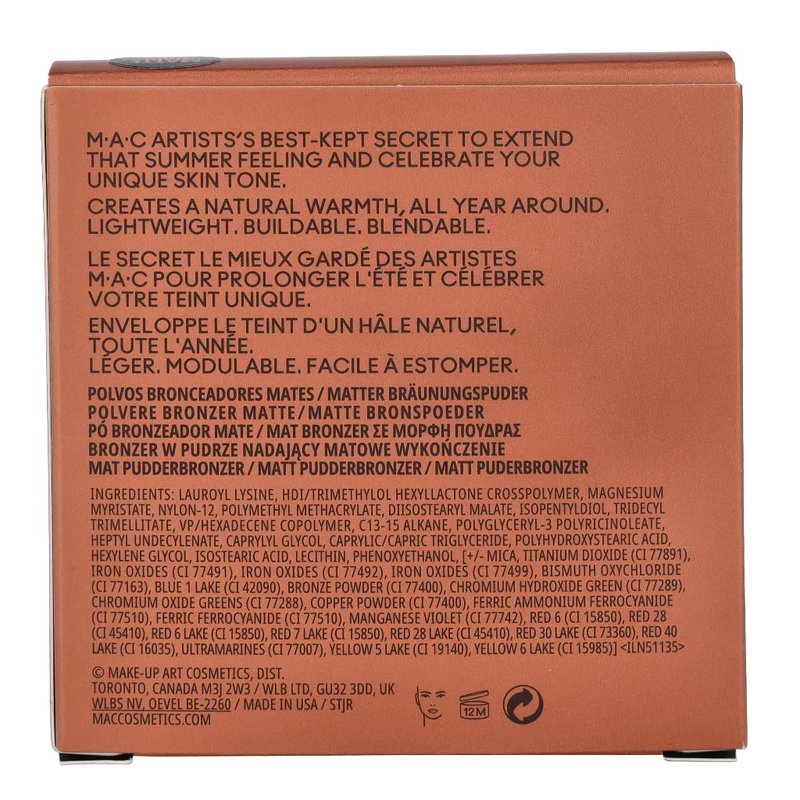 MATTE
M·A·C ARTISTS'S BEST-KEPT SECRET TO EXTEND
THAT SUMMER FEELING AND CELEBRATE YOUR
UNIQUE SKIN TONE.
CREATES A NATURAL WARMTH, ALL YEAR AROUND.
LIGHTWEIGHT. BUILDABLE. BLENDABLE.
LE SECRET LE MIEUX GARDÉ DES ARTISTES
M·A·C POUR PROLONGER L'ÉTÉ ET CÉLÉBRER
VOTRE TEINT UNIQUE.
ENVELOPPE LE TEINT D'UN HÂLE NATUREL,
TOUTE L'ANNÉE.
LÉGER. MODULABLE. FACILE À ESTOMPER.
POLVOS BRONCEADORES MATES / MATTER BRÄUNUNGSPUDER
POLVERE BRONZER MATTE / MATTE BRONSPOEDER
PÓ BRONZEADOR MATE / MAT BRONZER ΣΕ ΜΟΡΦΗ ΠΟΥΔΡΑΣ
BRONZER W PUDRZE NADAJĄCY MATOWE WYKOŃCZENIE
MAT PUDDERBRONZER / MATT PUDDERBRONZER / MATT PUDERBRONZER
INGREDIENTS: LAUROYL LYSINE, HDI/TRIMETHYLOL HEXYLLACTONE CROSSPOLYMER, MAGNESIUM
MYRISTATE, NYLON-12, POLYMETHYL METHACRYLATE, DIISOSTEARYL MALATE, ISOPENTYLDIOL, TRIDECYL
TRIMELLITATE, VP/HEXADECENE COPOLYMER, C13-15 ALKANE, POLYGLYCERYL-3 POLYRICINOLEATE,
HEPTYL UNDECYLENATE, CAPRYLYL GLYCOL, CAPRYLIC/CAPRIC TRIGLYCERIDE, POLYHYDROXYSTEARIC ACID,
HEXYLENE GLYCOL, ISOSTEARIC ACID, LECITHIN, PHENOXYETHANOL, [+/- MICA, TITANIUM DIOXIDE (CI 77891),
IRON OXIDES (CI 77491), IRON OXIDES (CI 77492), IRON OXIDES (CI 77499), BISMUTH OXYCHLORIDE
(CI 77163), BLUE 1 LAKE (CI 42090), BRONZE POWDER (CI 77400), CHROMIUM HYDROXIDE GREEN (CI 77289),
CHROMIUM OXIDE GREENS (CI 77288), COPPER POWDER (CI 77400), FERRIC AMMONIUM FERROCYANIDE
(CI 77510), FERRIC FERROCYANIDE (CI 77510), MANGANESE VIOLET (CI 77742), RED 6 (CI 15850), RED 28
(CI 45410), RED 6 LAKE (CI 15850), RED 7 LAKE (CI 15850), RED 28 LAKE (CI 45410), RED 30 LAKE (CI 73360), RED 40
LAKE (CI 16035), ULTRAMARINES (CI 77007), YELLOW 5 LAKE (CI 19140), YELLOW 6 LAKE (CI 15985)] <ILN51135>
© MAKE-UP ART COSMETICS, DIST.
TORONTO, CANADA M3J 2W3 / WLB LTD, GU32 3DD, UK
WLBS NV, OEVEL BE-2260 / MADE IN USA / STJR
MACCOSMETICS.COM
12M